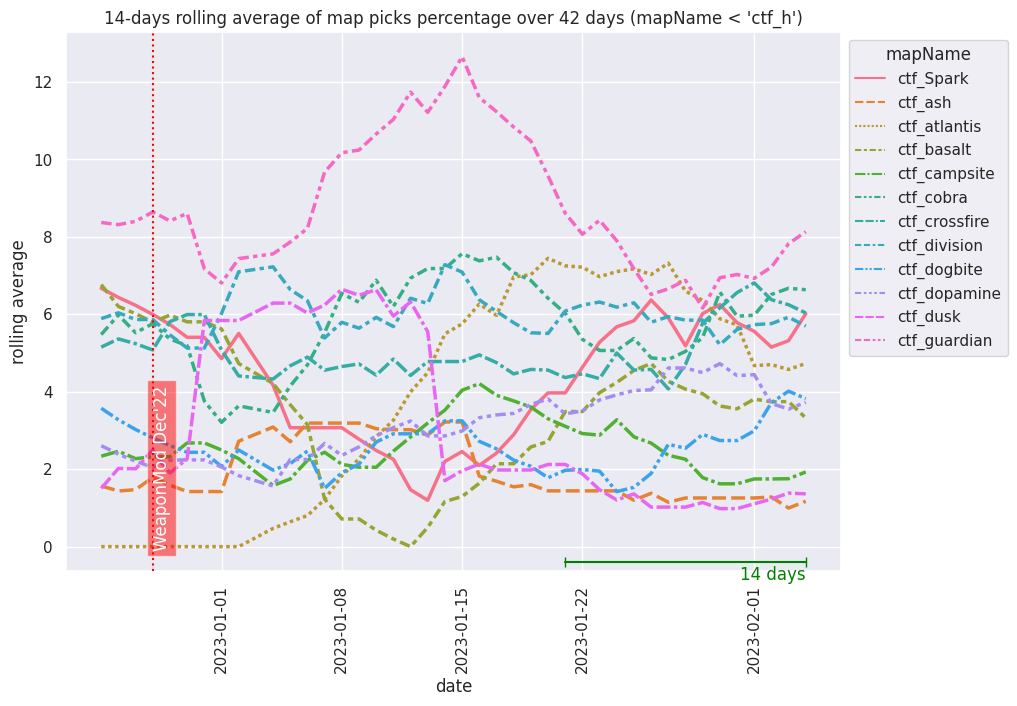 14-days rolling average of map picks percentage over 42 days (mapName < 'ctf_h')
mapName
ctf_Spark
ctf_ash
ctf_atlantis
ctf_basalt
ctf_campsite
ctf_cobra
ctf_crossfire
ctf_division
ctf_dogbite
ctf_dopamine
ctf_dusk
ctf_guardian
rolling average
12
10
8
6
4
2
0
WeaponMod Dec'22
14 days
2023-01-01
2023-01-08
2023-01-15
2023-01-22
2023-02-01
date